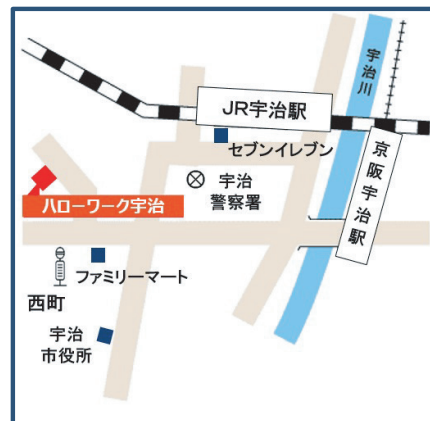 宇治川
JR宇治駅
京阪宇治駅
セブンイレブン
宇治
警察署
ハローワーク宇治
ファミリーマート
西町
宇治
市役所